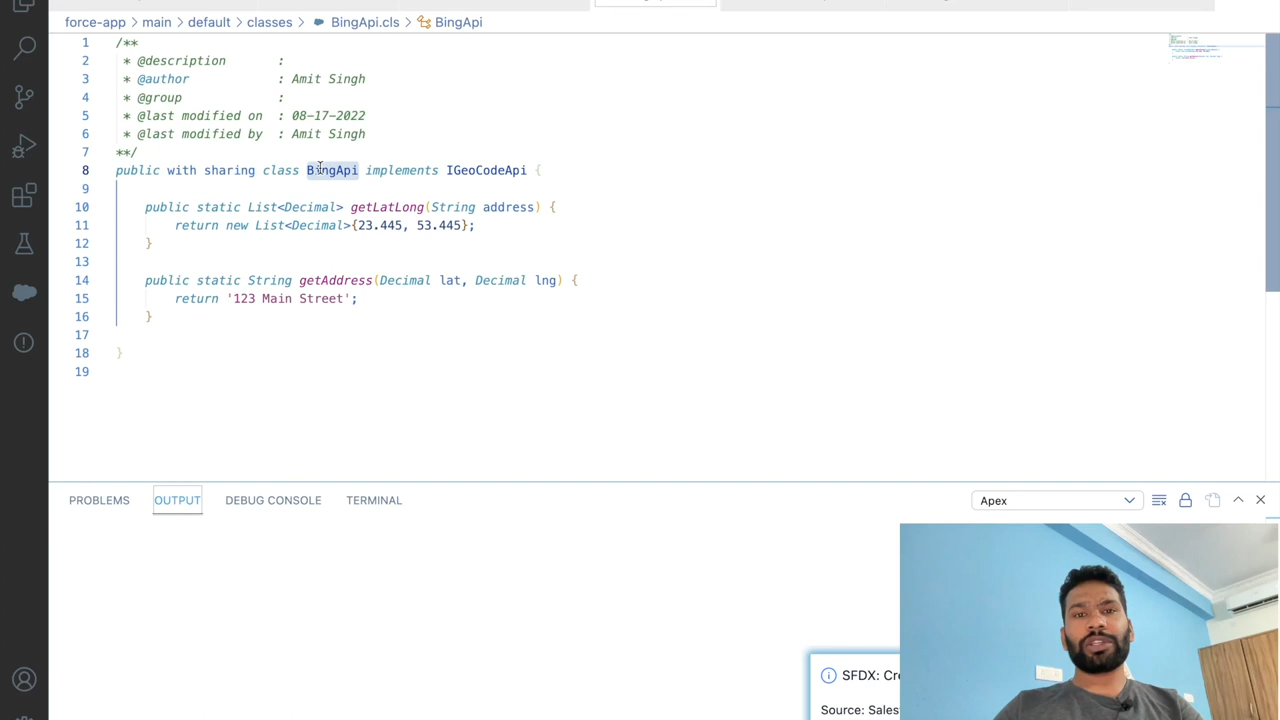 force-app > main > default > classes > BingApi.cls > BingApi
1 /**
2 * @description :
3 * @author : Amit Singh
4 * @group :
5 * @last modified on : 08-17-2022
6 * @last modified by : Amit Singh
7 **/
8 public with sharing class BingApi implements IGeoCodeApi {
9
10 public static List<Decimal> getLatLong(String address) {
11 return new List<Decimal>{23.445, 53.445};
12 }
13
14 public static String getAddress(Decimal lat, Decimal lng) {
15 return '123 Main Street';
16 }
17
18 }
19
PROBLEMS OUTPUT DEBUG CONSOLE TERMINAL Apex
SFDX: Cre
Source: Sales